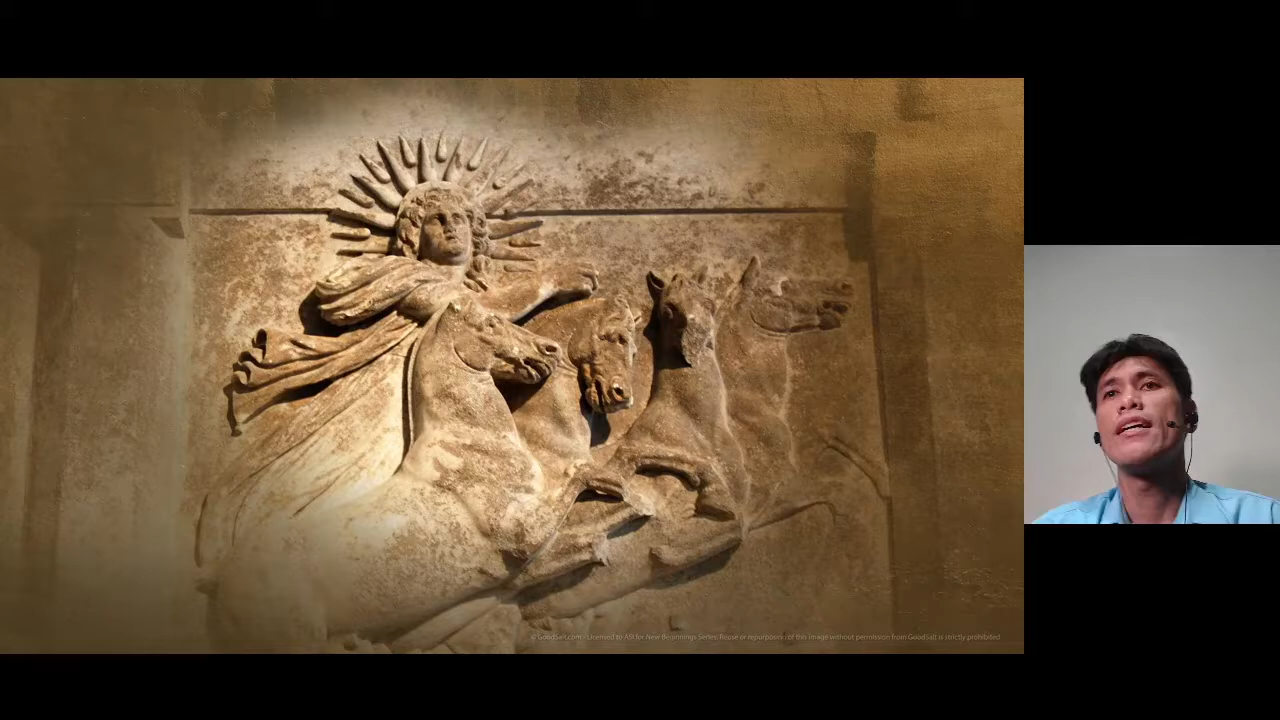 © GoodSalt.com - Licensed to ASI for New Beginnings Series. Reuse or repurposing of this image without permission from GoodSalt is strictly prohibited